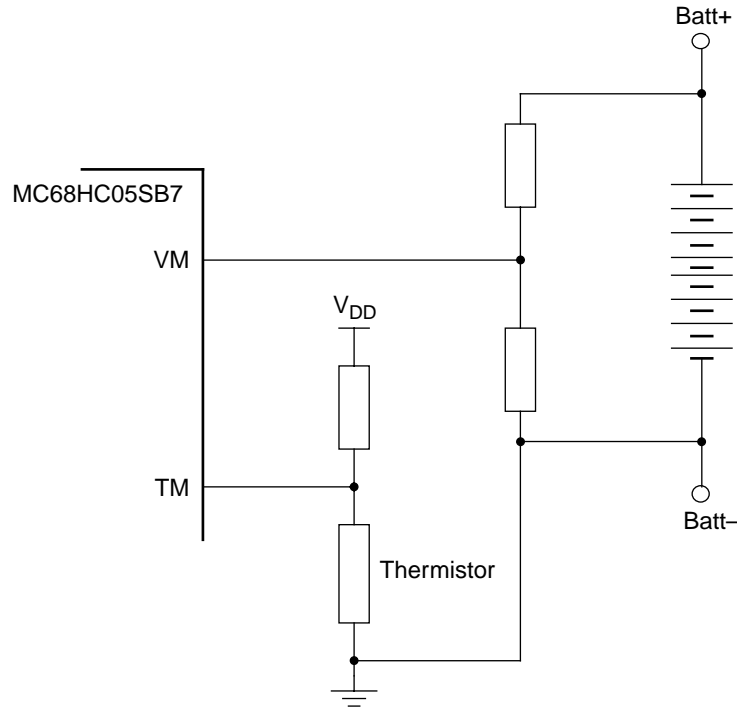 Batt+
MC68HC05SB7
VM
VDD
TM
Thermistor
Batt–